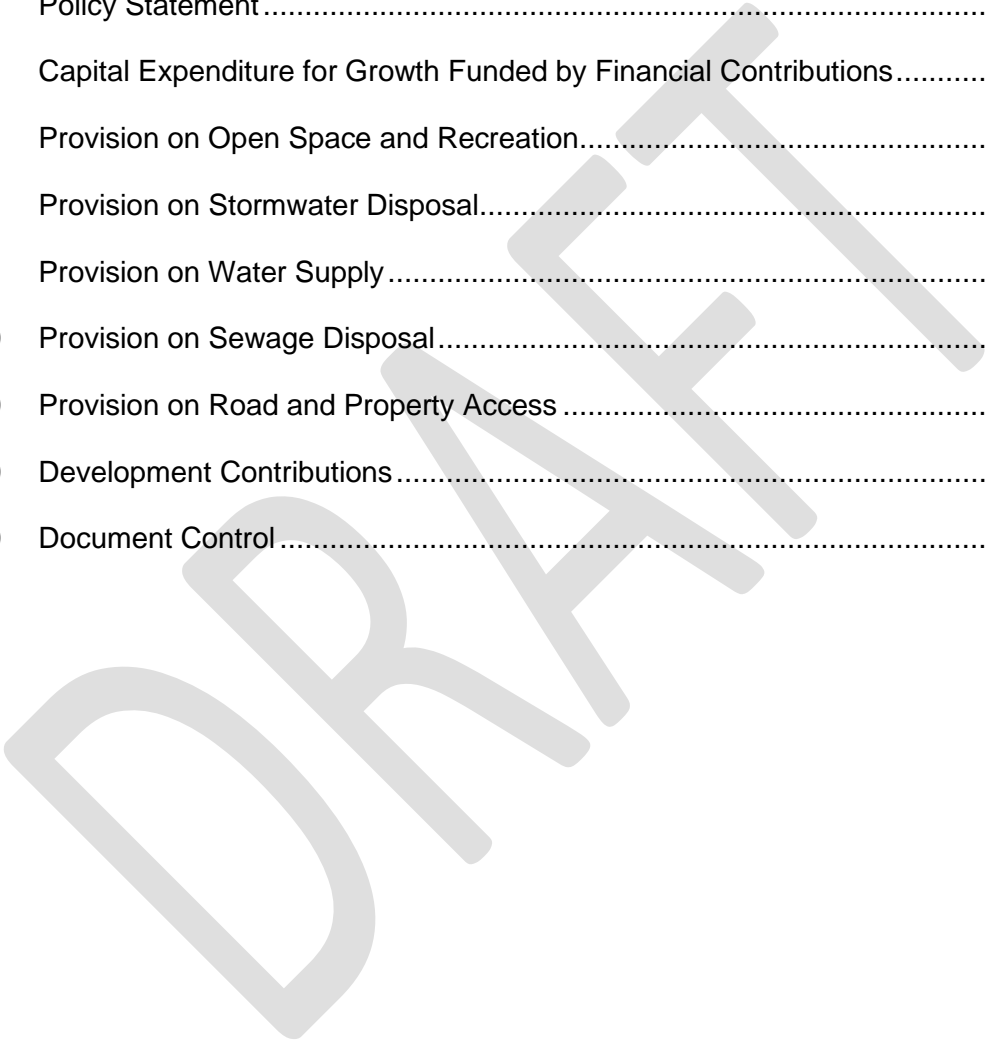 Policy Statement........................................................................................
Capital Expenditure for Growth Funded by Financial Contributions...........
Provision on Open Space and Recreation.................................................
Provision on Stormwater Disposal.............................................................
Provision on Water Supply........................................................................
Provision on Sewage Disposal..................................................................
Provision on Road and Property Access...................................................
Development Contributions.......................................................................
Document Control.....................................................................................
DRAFT